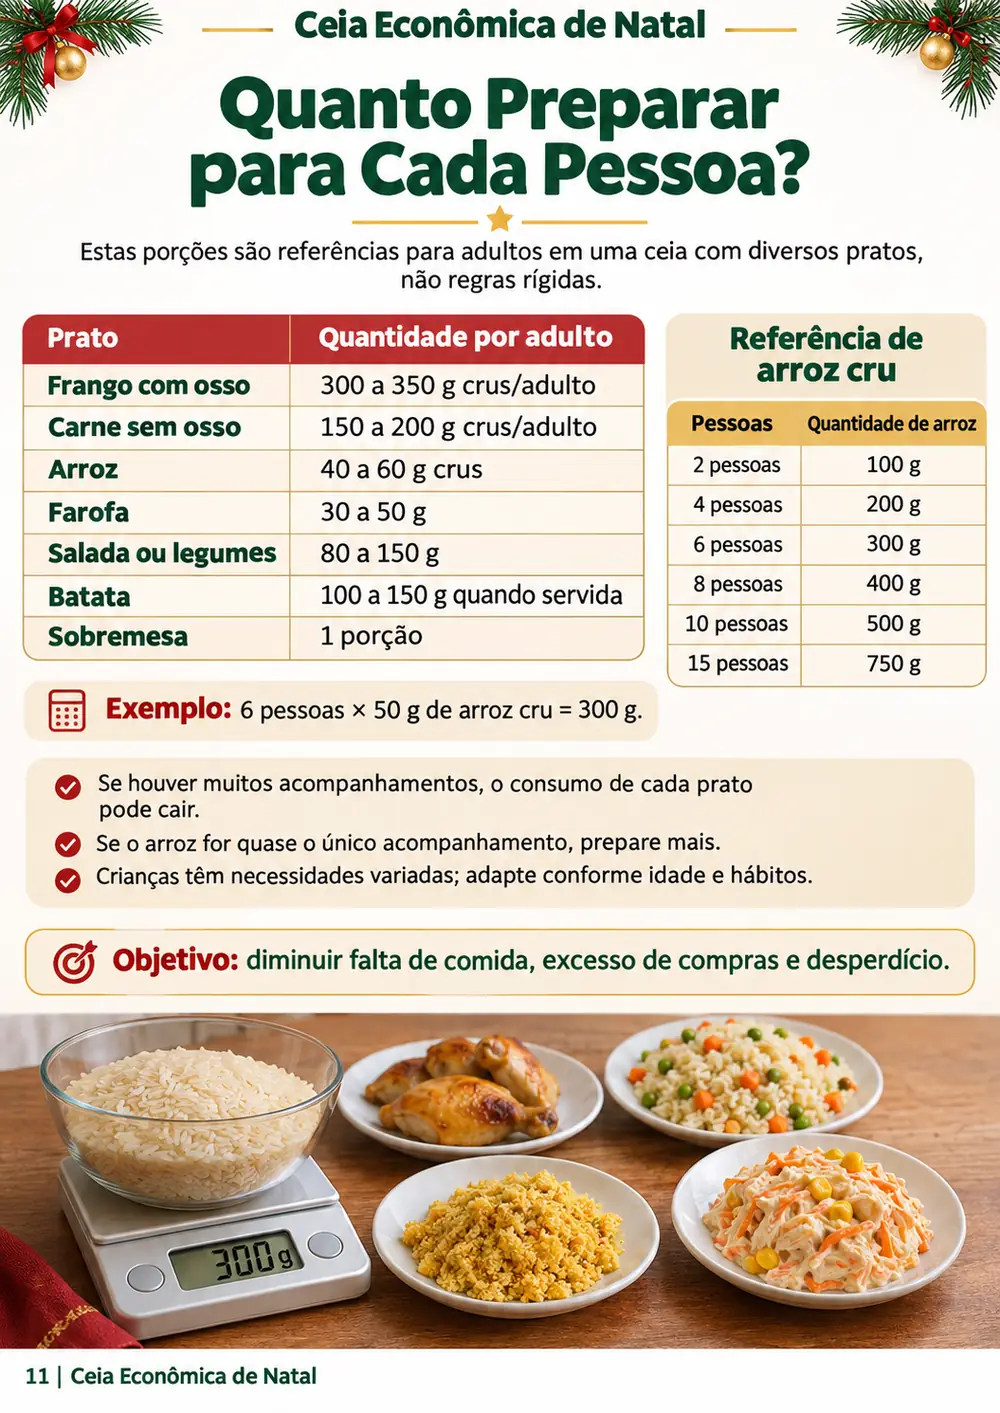 Ceia Econômica de Natal
Quanto Preparar
para Cada Pessoa?
Estas porções são referências para adultos em uma ceia com diversos pratos,
não regras rígidas.
Prato Quantidade por adulto
Frango com osso 300 a 350 g crus/adulto
Carne sem osso 150 a 200 g crus/adulto
Arroz 40 a 60 g crus
Farofa 30 a 50 g
Salada ou legumes 80 a 150 g
Batata 100 a 150 g quando servida
Sobremesa 1 porção
Referência de
arroz cru
Pessoas Quantidade de arroz
2 pessoas 100 g
4 pessoas 200 g
6 pessoas 300 g
8 pessoas 400 g
10 pessoas 500 g
15 pessoas 750 g
Exemplo: 6 pessoas × 50 g de arroz cru = 300 g.
Se houver muitos acompanhamentos, o consumo de cada prato
pode cair.
Se o arroz for quase o único acompanhamento, prepare mais.
Crianças têm necessidades variadas; adapte conforme idade e hábitos.
Objetivo: diminuir falta de comida, excesso de compras e desperdício.
300g
11 | Ceia Econômica de Natal